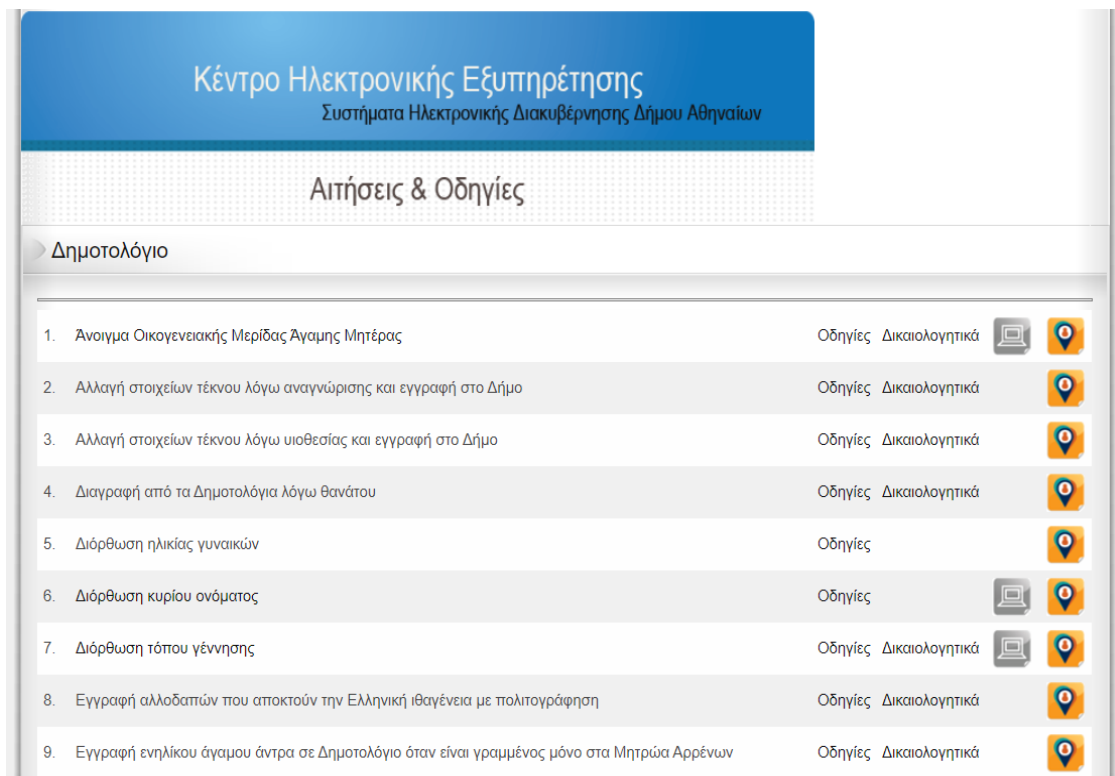 Κέντρο Ηλεκτρονικής Εξυπηρέτησης
Συστήματα Ηλεκτρονικής Διακυβέρνησης Δήμου Αθηναίων
Αιτήσεις & Οδηγίες
Δημοτολόγιο
1. Άνοιγμα Οικογενειακής Μερίδας Άγαμης Μητέρας Οδηγίες Δικαιολογητικά
2. Αλλαγή στοιχείων τέκνου λόγω αναγνώρισης και εγγραφή στο Δήμο Οδηγίες Δικαιολογητικά
3. Αλλαγή στοιχείων τέκνου λόγω υιοθεσίας και εγγραφή στο Δήμο Οδηγίες Δικαιολογητικά
4. Διαγραφή από τα Δημοτολόγια λόγω θανάτου Οδηγίες Δικαιολογητικά
5. Διόρθωση ηλικίας γυναικών Οδηγίες
6. Διόρθωση κυρίου ονόματος Οδηγίες
7. Διόρθωση τόπου γέννησης Οδηγίες Δικαιολογητικά
8. Εγγραφή αλλοδαπών που αποκτούν την Ελληνική ιθαγένεια με πολιτογράφηση Οδηγίες Δικαιολογητικά
9. Εγγραφή ενηλίκου άγαμου άντρα σε Δημοτολόγιο όταν είναι γραμμένος μόνο στα Μητρώα Αρρένων Οδηγίες Δικαιολογητικά